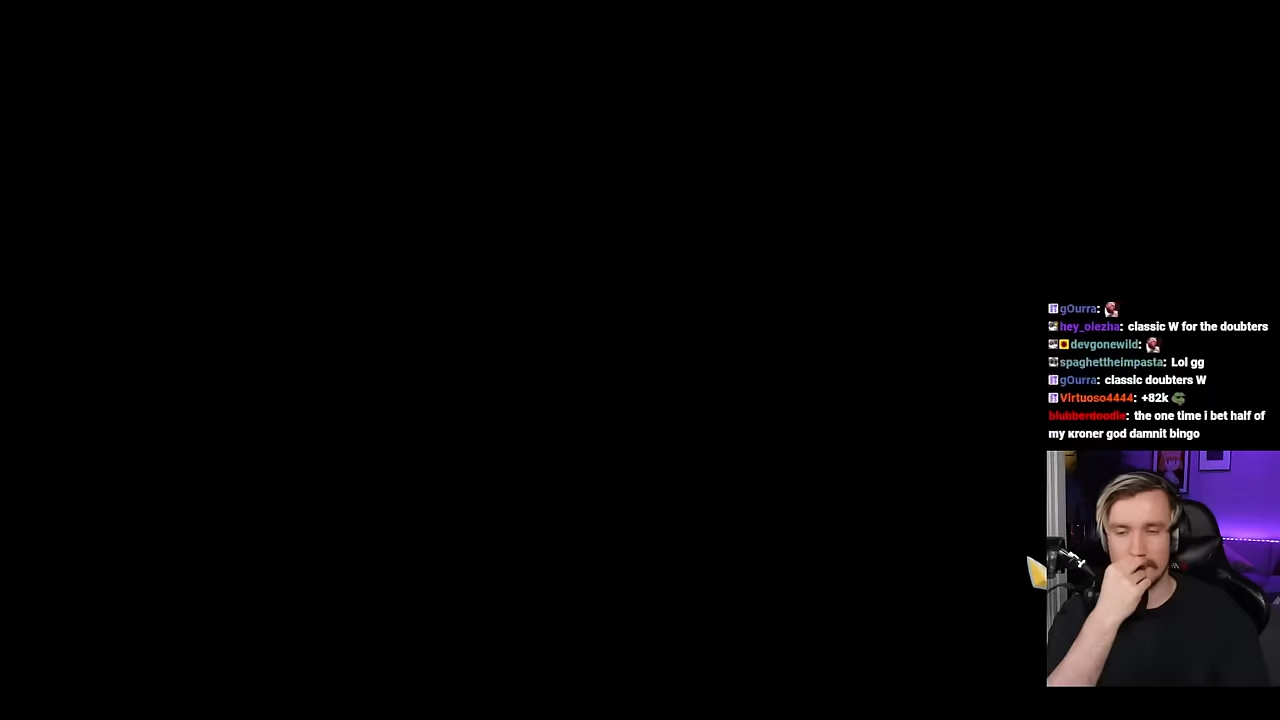 gOurra:
hey_olezha: classic W for the doubters
devgonewild:
spaghettheimpasta: Lol gg
gOurra: classic doubters W
Virtuoso4444: +82k
blubberdoodle: the one time i bet half of
my kroner god damnit bingo